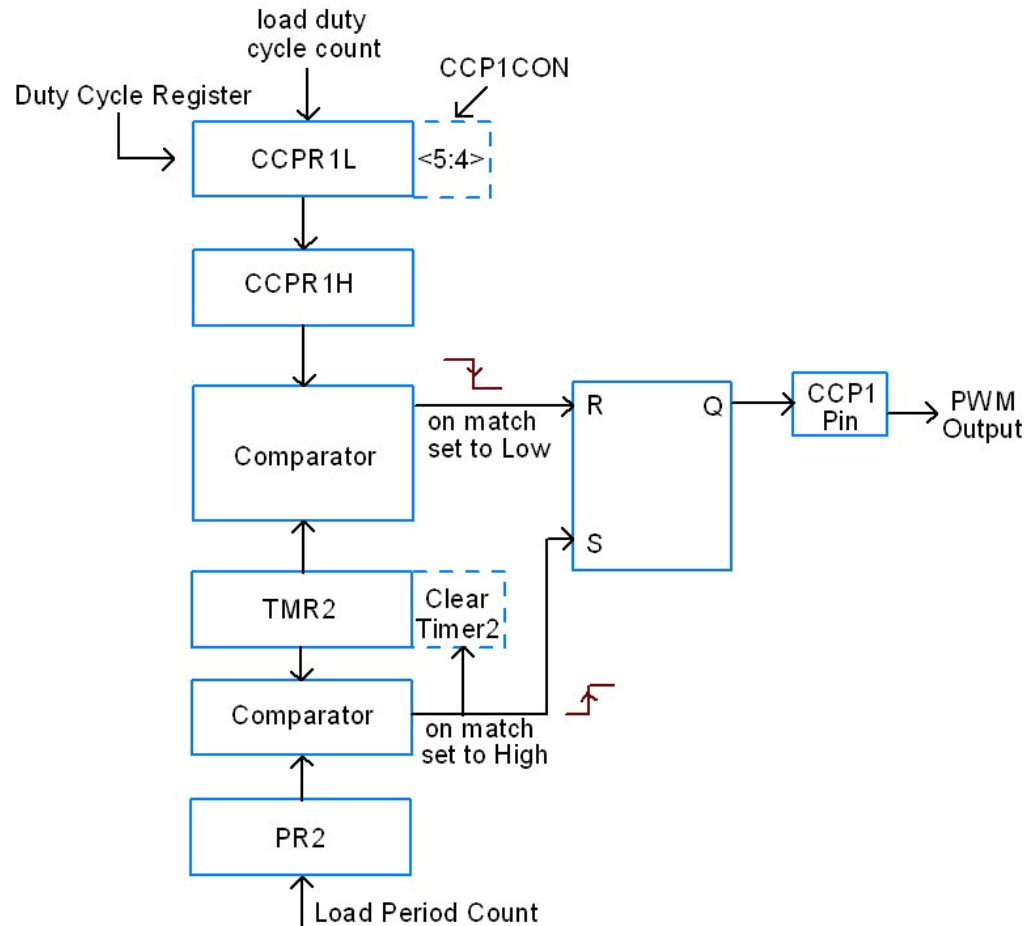 load duty
cycle count
CCP1CON
Duty Cycle Register
CCPR1L
<5:4>
CCPR1H
Comparator
on match
set to Low
R
Q
S
CCP1
Pin
PWM
Output
TMR2
Clear
Timer2
Comparator
on match
set to High
PR2
Load Period Count